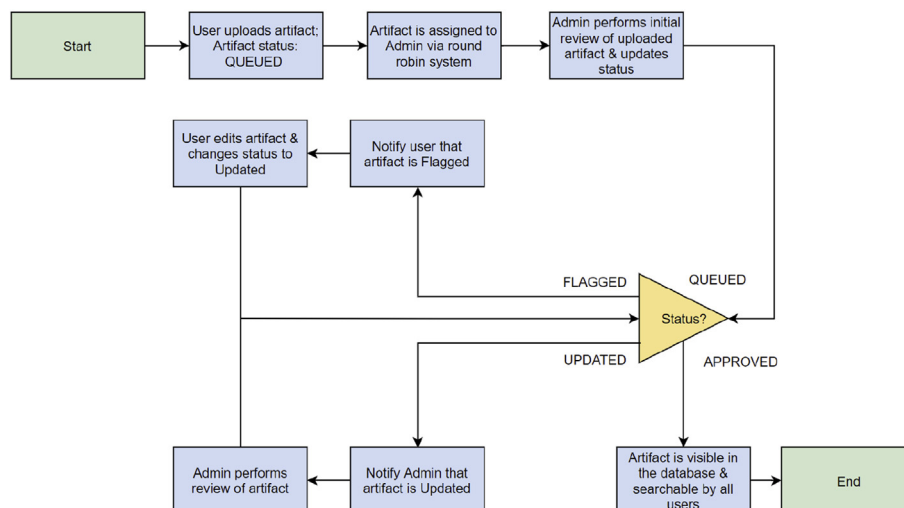 Start
User uploads artifact;
Artifact status:
QUEUED
Artifact is assigned to
Admin via round
robin system
Admin performs initial
review of uploaded
artifact & updates
status
User edits artifact &
changes status to
Updated
Notify user that
artifact is Flagged
FLAGGED
QUEUED
Status?
UPDATED
APPROVED
Admin performs
review of artifact
Notify Admin that
artifact is Updated
Artifact is visible in
the database &
searchable by all
users
End